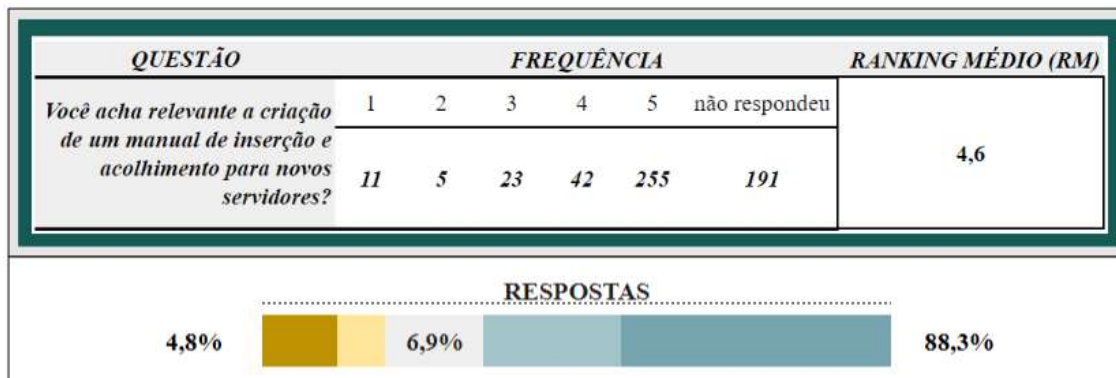 QUESTÃO FREQUÊNCIA RANKING MÉDIO (RM)
Você acha relevante a criação de um manual de inserção e acolhimento para novos servidores?
1 2 3 4 5 não respondeu
11 5 23 42 255 191
4,6
RESPOSTAS
4,8% 6,9% 88,3%